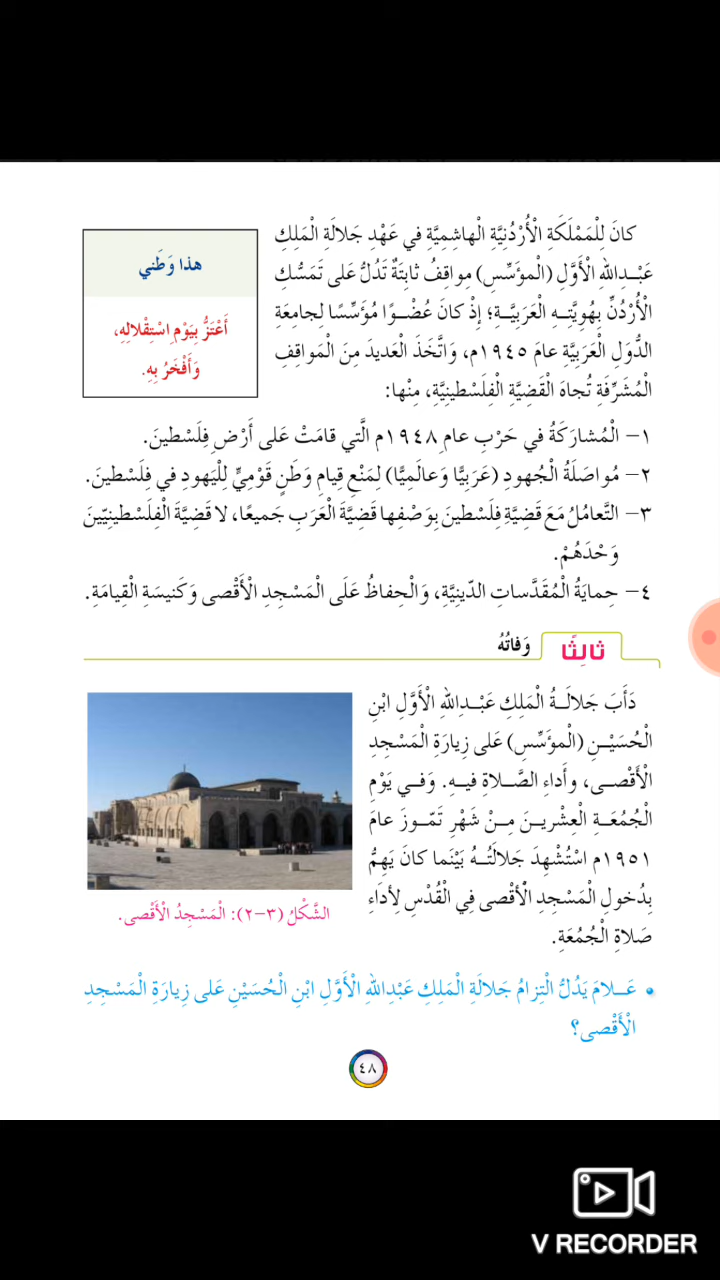 كانَ لِلْمَمْلَكَةِ الْأُرْدُنِيَّةِ الْهاشِمِيَّةِ في عَهْدِ جَلالَةِ الْمَلِكِ
عَبْدِاللهِ الْأَوَّلِ (الْمؤَسِّسِ) مواقِفُ ثابتَةٌ تَدُلُّ عَلى تَمَسُّكِ
الْأُرْدُنِّ بِهُويَّتِهِ الْعَرَبِيَّةِ؛ إذْ كانَ عُضْوًا مُؤَسِّسًا لِجامِعَةِ
الدُّوَلِ الْعَرَبِيَّةِ عامَ ١٩٤٥م، وَاتَّخَذَ الْعَديدَ مِنَ الْمَواقِفِ
الْمُشَرِّفَةِ تُجاهَ الْقَضِيَّةِ الْفِلَسْطينِيَّةِ، مِنْها:
هذا وَطَني
أَعْتَزُّ بِيَوْمِ اسْتِقْلالِهِ،
وَأَفْخَرُ بِهِ.
١– الْمُشارَكَةُ في حَرْبِ عامِ ١٩٤٨م الَّتي قامَتْ عَلى أَرْضِ فِلَسْطينَ.
٢– مُواصَلَةُ الْجُهودِ (عَرَبِيًّا وَعالَمِيًّا) لِمَنْعِ قِيامِ وَطَنٍ قَوْمِيٍّ لِلْيَهودِ في فِلَسْطينَ.
٣– التَّعامُلُ مَعَ قَضِيَّةِ فِلَسْطينَ بِوَصْفِها قَضِيَّةَ الْعَرَبِ جَميعًا، لا قَضِيَّةَ الْفِلَسْطينِيّينَ
وَحْدَهُمْ.
٤– حِمايَةُ الْمُقَدَّساتِ الدّينِيَّةِ، وَالْحِفاظُ عَلَى الْمَسْجِدِ الْأَقْصى وَكَنيسَةِ الْقِيامَةِ.
ثالِثًا وَفاتُهُ
دَأَبَ جَلالَةُ الْمَلِكِ عَبْدِاللهِ الْأَوَّلِ ابْنِ
الْحُسَيْنِ (الْمؤَسِّسِ) عَلى زِيارَةِ الْمَسْجِدِ
الْأَقْصى، وأَداءِ الصَّلاةِ فيه. وَفي يَوْمِ
الْجُمُعَةِ الْعِشْرينَ مِنْ شَهْرِ تَمّوزَ عامَ
١٩٥١م اسْتُشْهِدَ جَلالَتُهُ بَيْنَما كانَ يَهِمُّ
بِدُخولِ الْمَسْجِدِ الْأَقْصى فِي الْقُدْسِ لِأداءِ
صَلاةِ الْجُمُعَةِ.
الشَّكْلُ (٣-٢): الْمَسْجِدُ الْأَقْصى.
• عَلامَ يَدُلُّ الْتِزامُ جَلالَةِ الْمَلِكِ عَبْدِاللهِ الْأَوَّلِ ابْنِ الْحُسَيْنِ عَلى زِيارَةِ الْمَسْجِدِ
الْأَقْصى؟
٤٨
V RECORDER